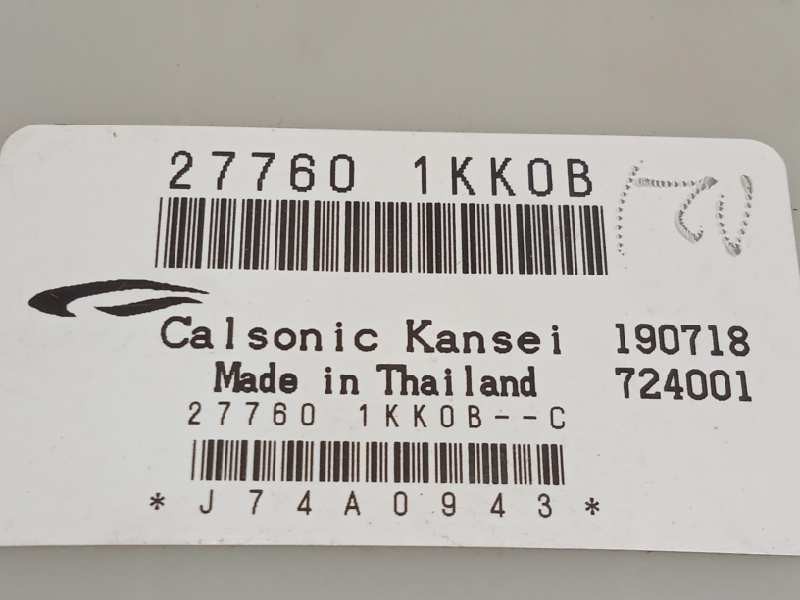 27760 1KK0B
Calsonic Kansei 190718
Made in Thailand 724001
27760 1KK0B--C
*J74A0943*